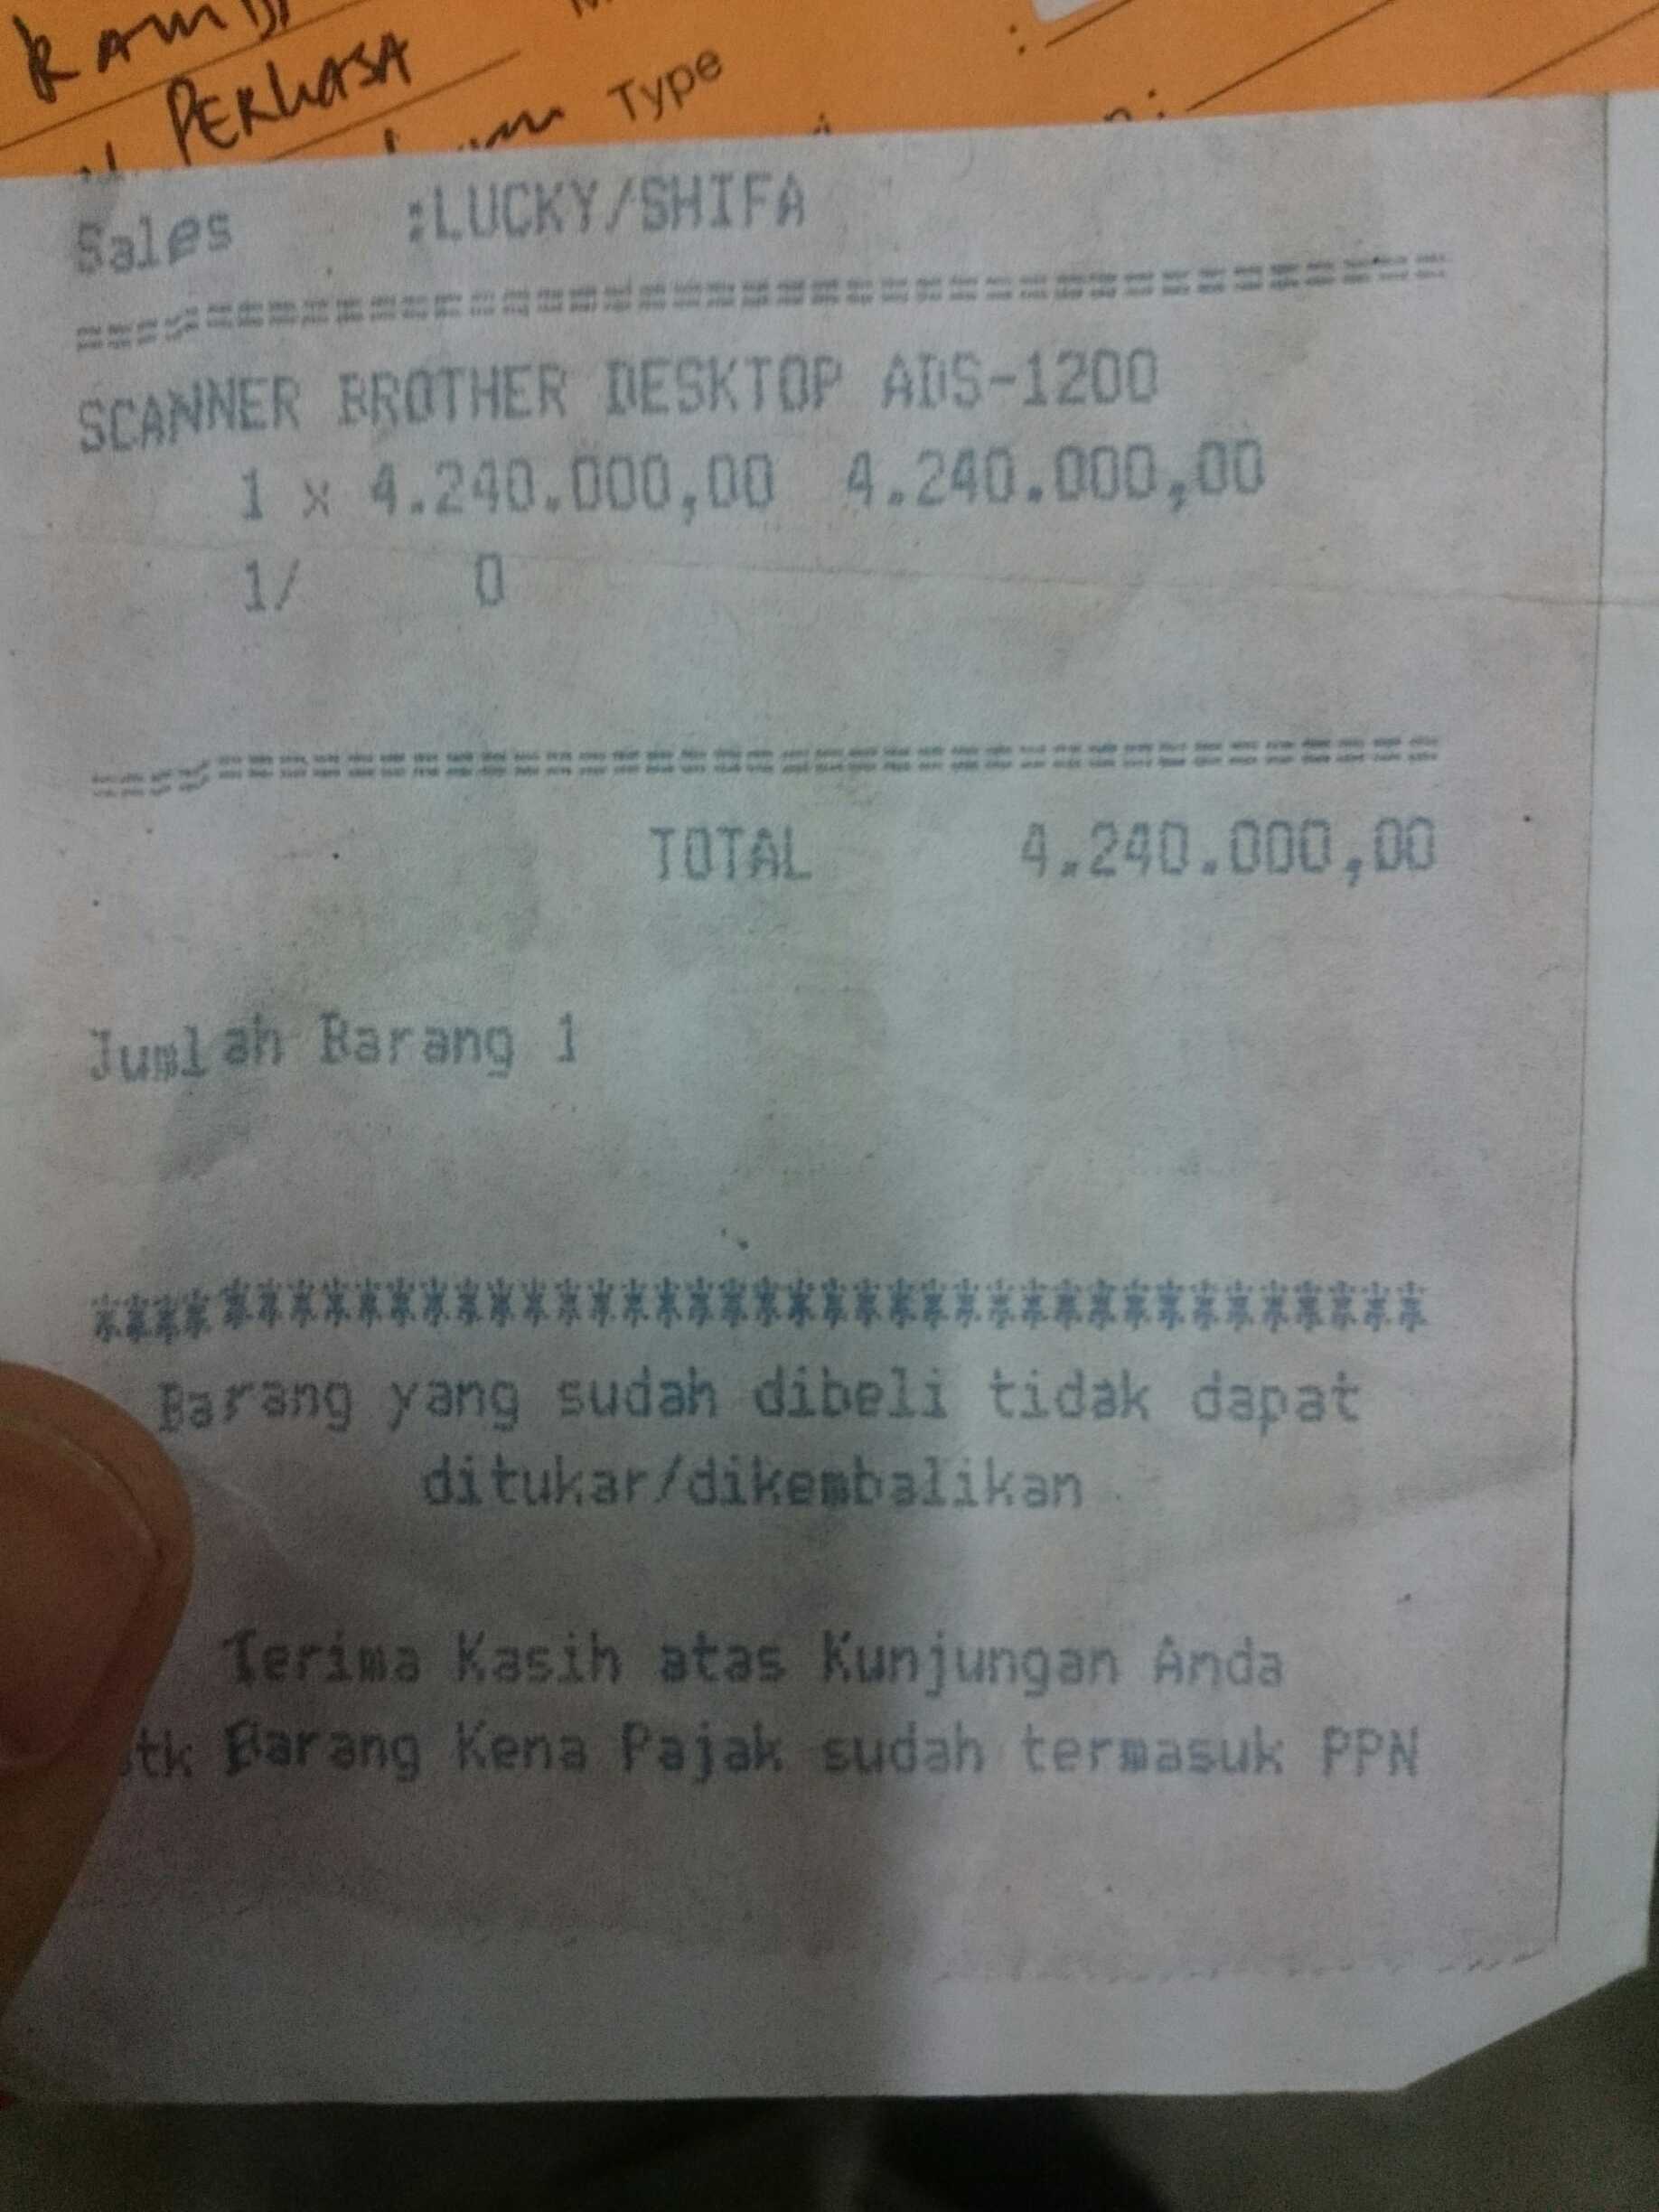 PERKASA
Type :
Sales :LUCKY/SHIFA
========================================
SCANNER BROTHER DESKTOP ADS-1200
1 x 4.240.000,00 4.240.000,00
1/ 0
========================================
TOTAL 4.240.000,00
Jumlah Barang 1
****************************************
Barang yang sudah dibeli tidak dapat
ditukar/dikembalikan
Terima Kasih atas Kunjungan Anda
Barang Kena Pajak sudah termasuk PPN